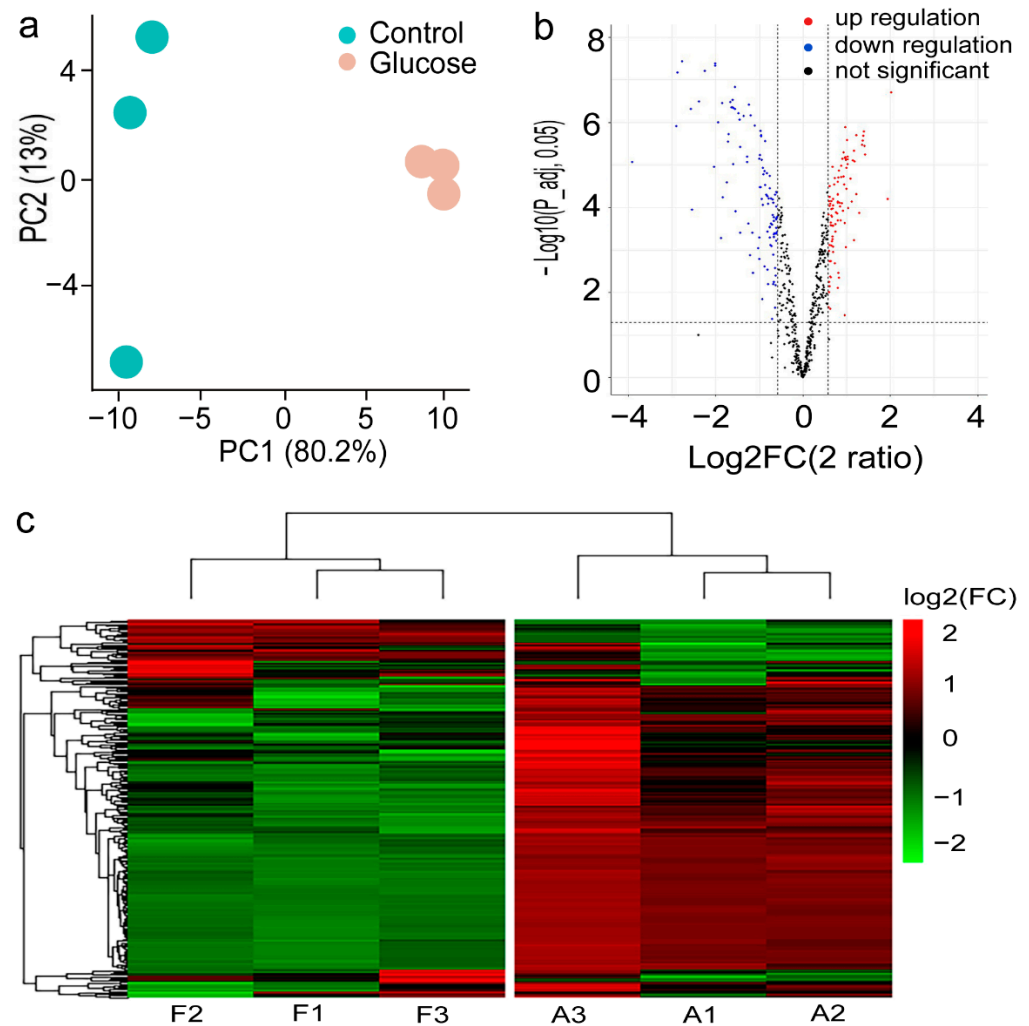 a
Control
Glucose
4
0
−4
PC2 (13%)
−10 −5 0 5 10
PC1 (80.2%)
b
up regulation
down regulation
not significant
8
6
4
2
0
- Log10(P_adj, 0.05)
−4 −2 0 2 4
Log2FC(2 ratio)
c
log2(FC)
2
1
0
−1
−2
F2 F1 F3 A3 A1 A2